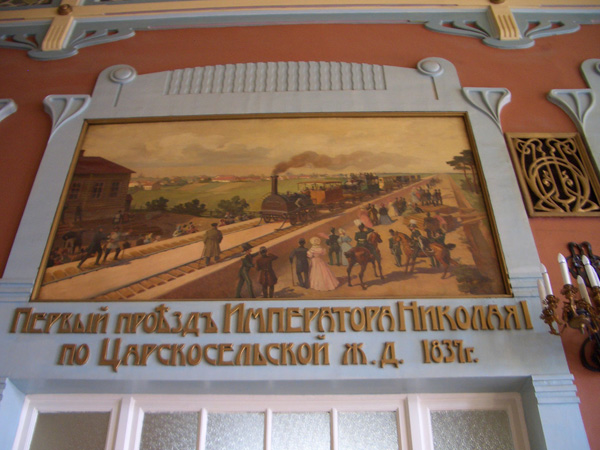 Первый проѣздъ Императора Николая I
по Царскосельской ж. д. 1837 г.